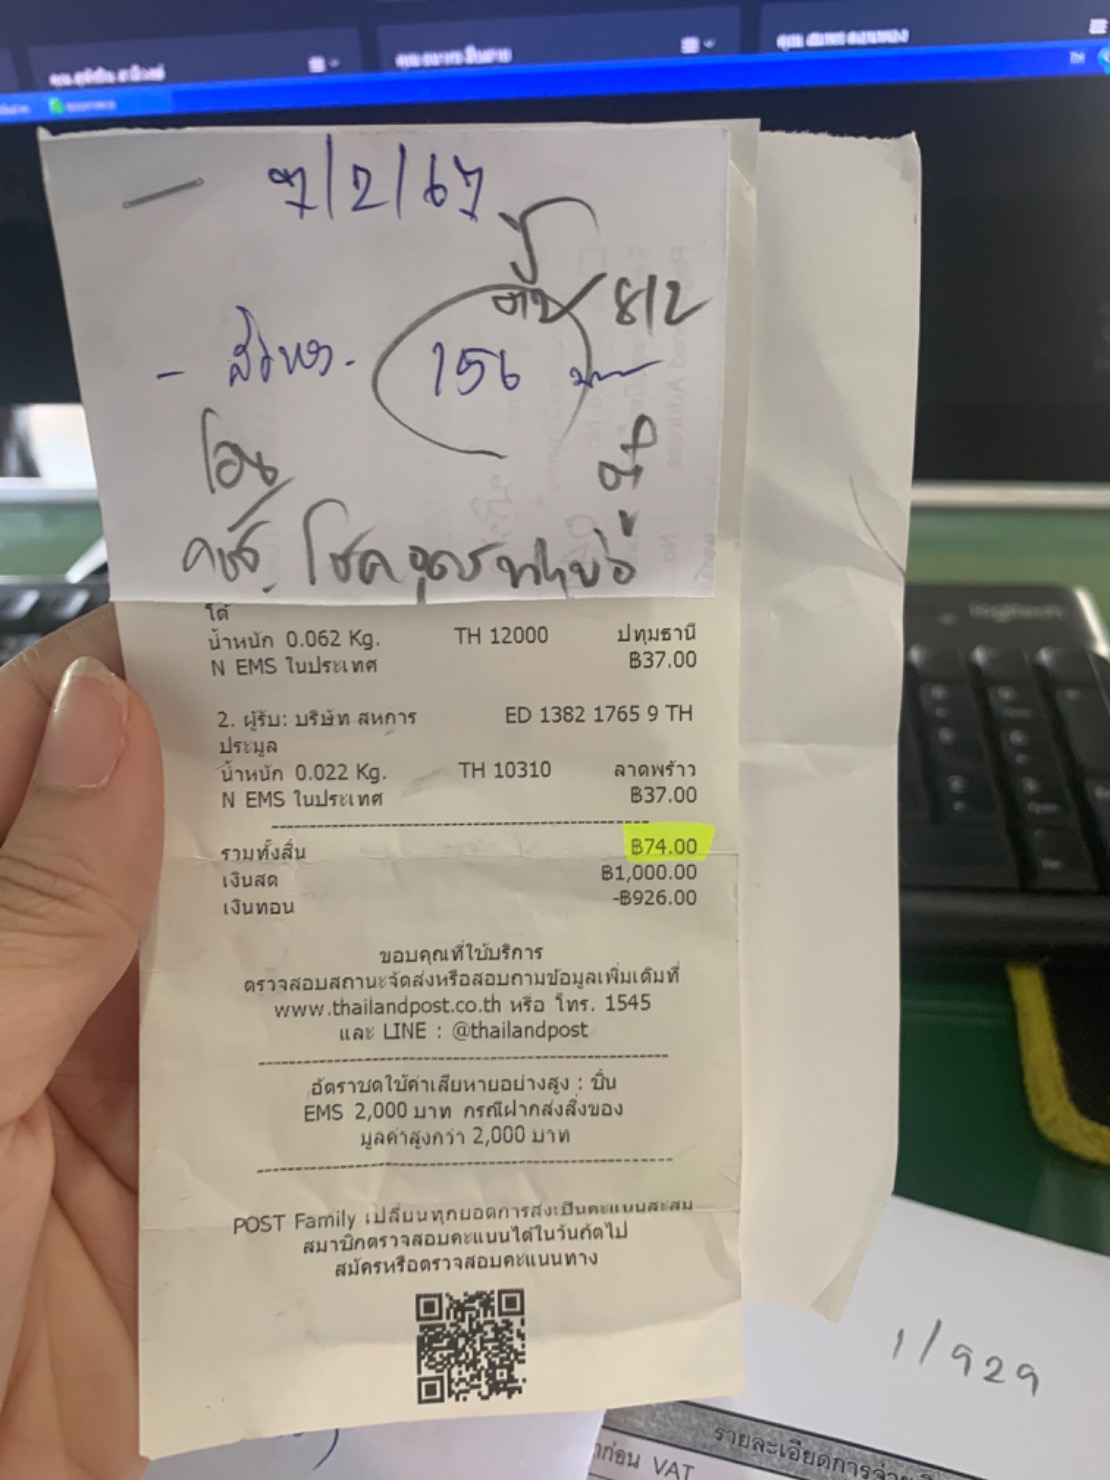 7/2/67
8/2
156
โอน
โต้
น้ำหนัก 0.062 Kg. TH 12000 ปทุมธานี
N EMS ในประเทศ ฿37.00
2. ผู้รับ: บริษัท สหการ ED 1382 1765 9 TH
ประมูล
น้ำหนัก 0.022 Kg. TH 10310 ลาดพร้าว
N EMS ในประเทศ ฿37.00
รวมทั้งสิ้น ฿74.00
เงินสด ฿1,000.00
เงินทอน -฿926.00
ขอบคุณที่ใช้บริการ
ตรวจสอบสถานะจัดส่งหรือสอบถามข้อมูลเพิ่มเติมที่
www.thailandpost.co.th หรือ โทร. 1545
และ LINE : @thailandpost
อัตราชดใช้ค่าเสียหายอย่างสูง : ชิ้น
EMS 2,000 บาท กรณีฝากส่งสิ่งของ
มูลค่าสูงกว่า 2,000 บาท
POST Family เปลี่ยนทุกยอดการส่งเป็นคะแนนสะสม
สมาชิกตรวจสอบคะแนนได้ในวันถัดไป
สมัครหรือตรวจสอบคะแนนทาง
1/929
รายละเอียดการจ่าย
ก่อน VAT
logitech